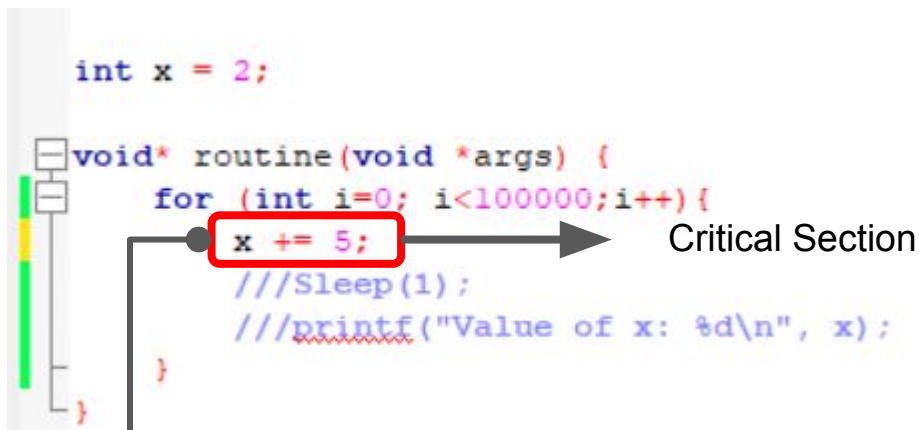 int x = 2;
void* routine(void *args) {
for (int i=0; i<100000;i++){
x += 5;
Critical Section
///Sleep(1);
///printf("Value of x: %d\n", x);
}
}